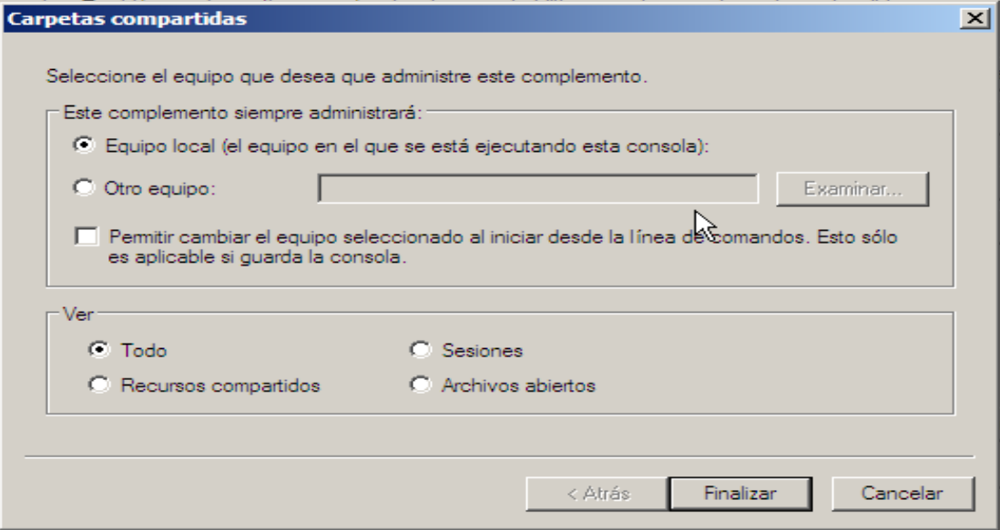 Carpetas compartidas
Seleccione el equipo que desea que administre este complemento.
Este complemento siempre administrará:
Equipo local (el equipo en el que se está ejecutando esta consola):
Otro equipo:
Examinar...
Permitir cambiar el equipo seleccionado al iniciar desde la línea de comandos. Esto sólo
es aplicable si guarda la consola.
Ver
Todo
Sesiones
Recursos compartidos
Archivos abiertos
< Atrás
Finalizar
Cancelar